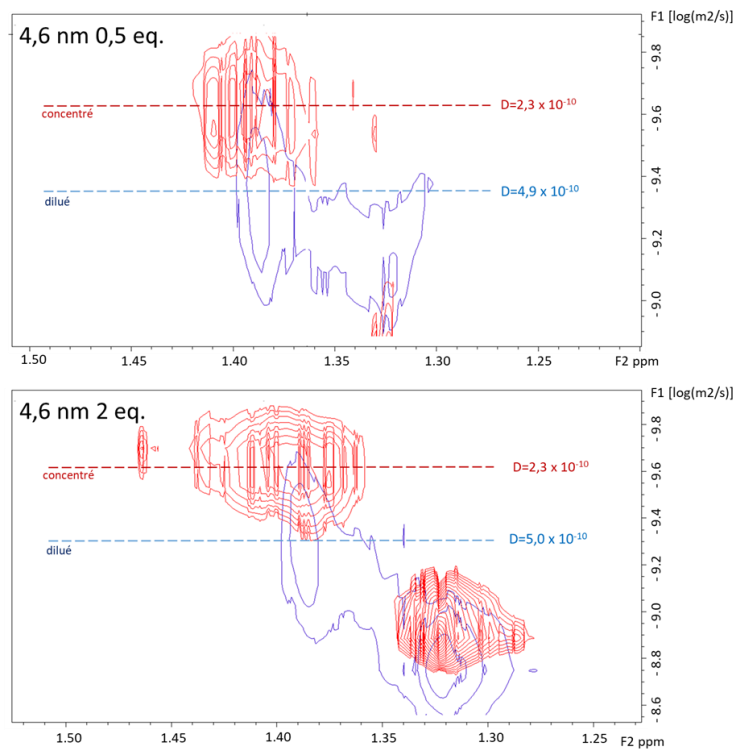 F1 [log(m2/s)]
4,6 nm 0,5 eq.
- 9.8
- 9.6
concentré
D=2,3 x 10-10
- 9.4
dilué
D=4,9 x 10-10
- 9.2
- 9.0
1.50 1.45 1.40 1.35 1.30 1.25 F2 ppm
F1 [log(m2/s)]
4,6 nm 2 eq.
- 9.8
- 9.6
concentré
D=2,3 x 10-10
- 9.4
dilué
D=5,0 x 10-10
- 9.2
- 9.0
- 8.8
- 8.6
1.50 1.45 1.40 1.35 1.30 1.25 F2 ppm